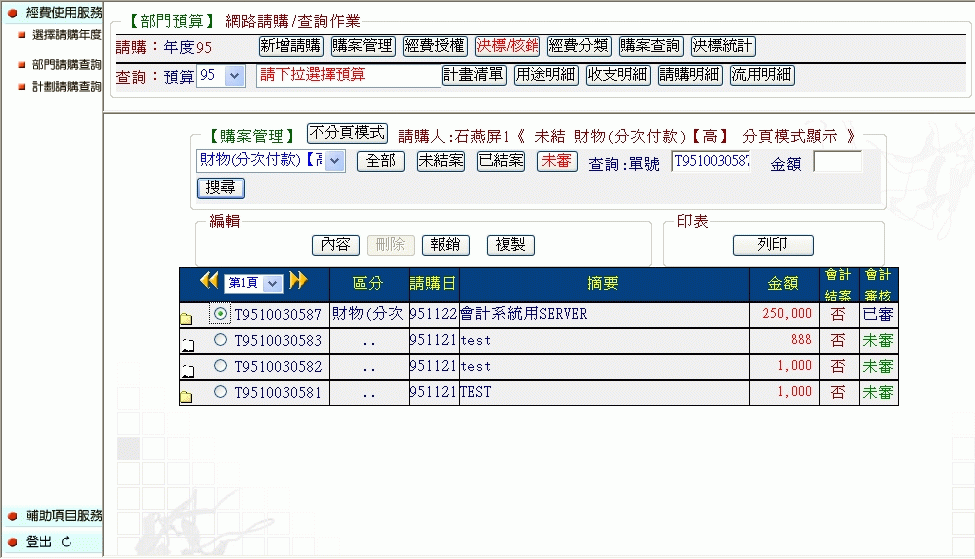 經費使用服務
選擇請購年度
部門請購查詢
計劃請購查詢
輔助項目服務
登出
【部門預算】 網路請購/查詢作業
請購：年度95 新增請購 購案管理 經費授權 決標/核銷 經費分類 購案查詢 決標統計
查詢：預算 95 請下拉選擇預算 計畫清單 用途明細 收支明細 請購明細 流用明細
【購案管理】 不分頁模式 請購人:石燕屏1《 未結 財物(分次付款)【高】 分頁模式顯示 》
財物(分次付款)【高 全部 未結案 已結案 未審 查詢:單號 T9510030587 金額
搜尋
編輯 印表
內容 刪除 報銷 複製 列印
第1頁 區分 請購日 摘要 金額 會計結案 會計審核
T9510030587 財物(分次 951122 會計系統用SERVER 250,000 否 已審
T9510030583 .. 951121 test 888 否 未審
T9510030582 .. 951121 test 1,000 否 未審
T9510030581 .. 951121 TEST 1,000 否 未審